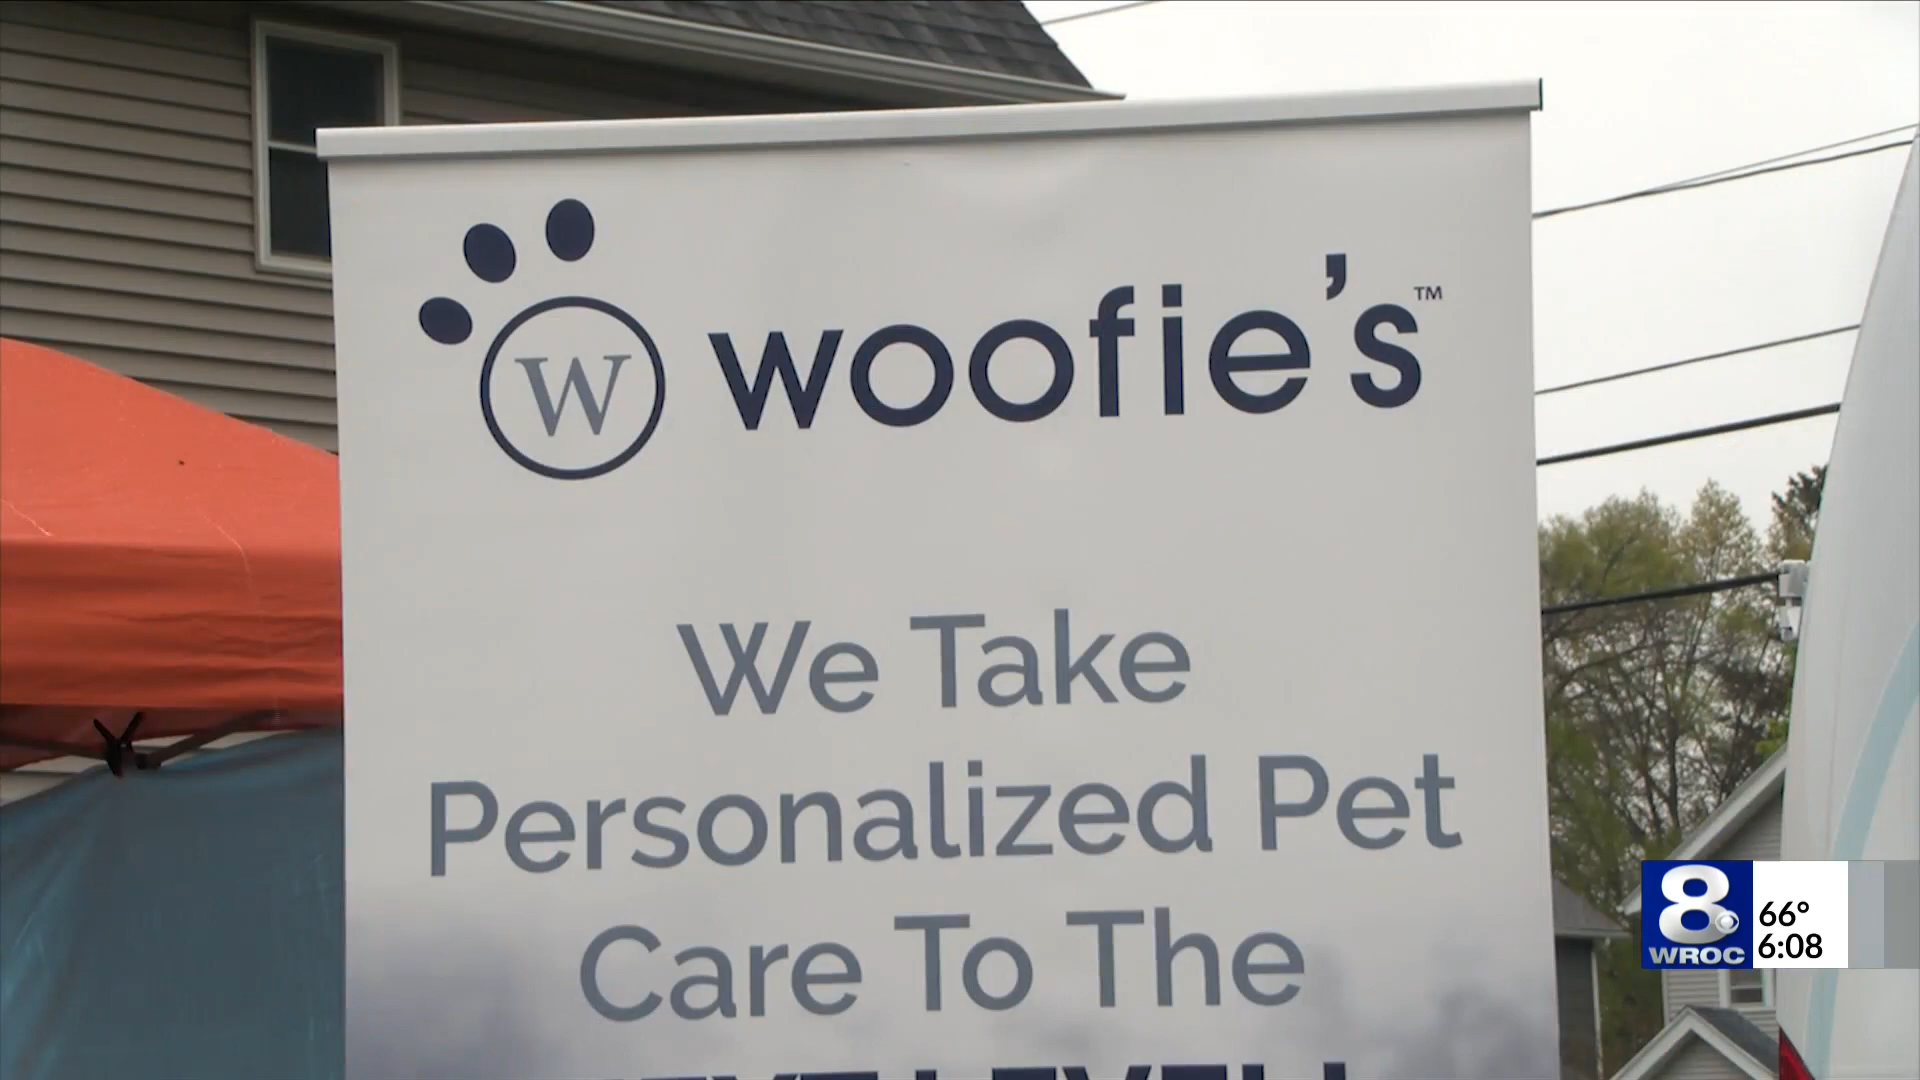 W woofie's™
We Take
Personalized Pet
Care To The
8
WROC
66°
6:08